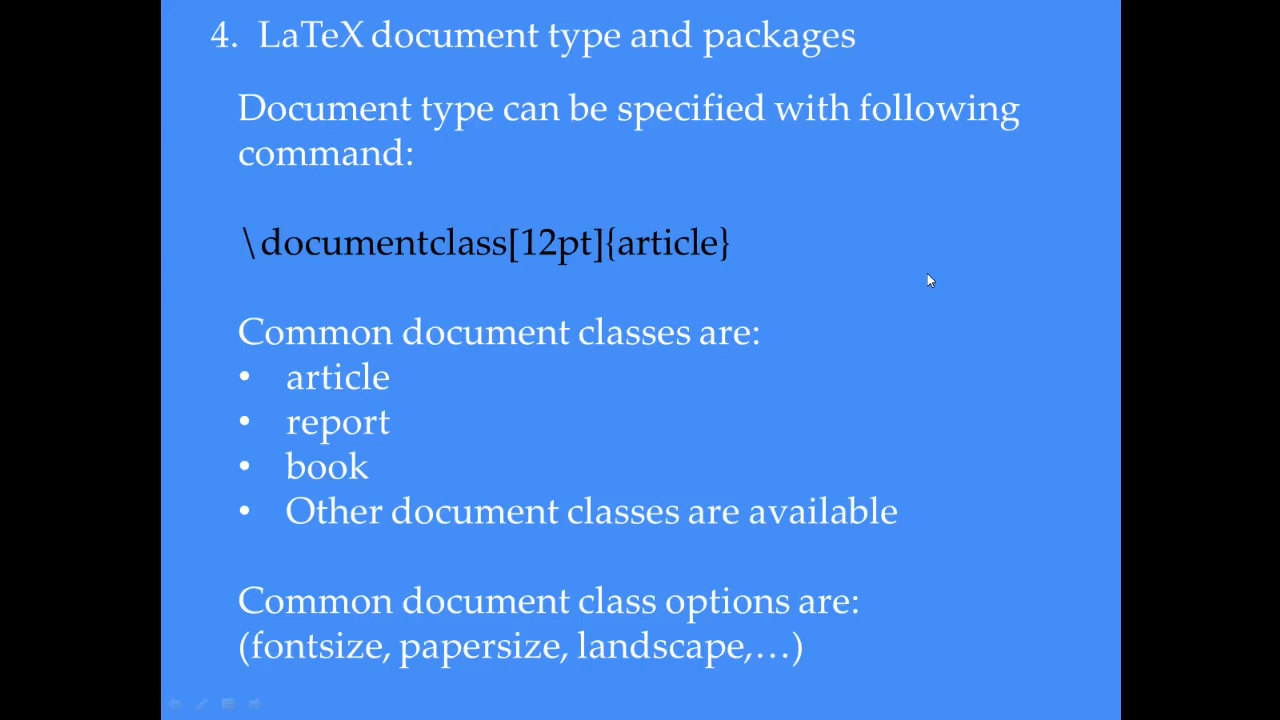 4. LaTeX document type and packages
Document type can be specified with following
command:
\documentclass[12pt]{article}
Common document classes are:
• article
• report
• book
• Other document classes are available
Common document class options are:
(fontsize, papersize, landscape,…)